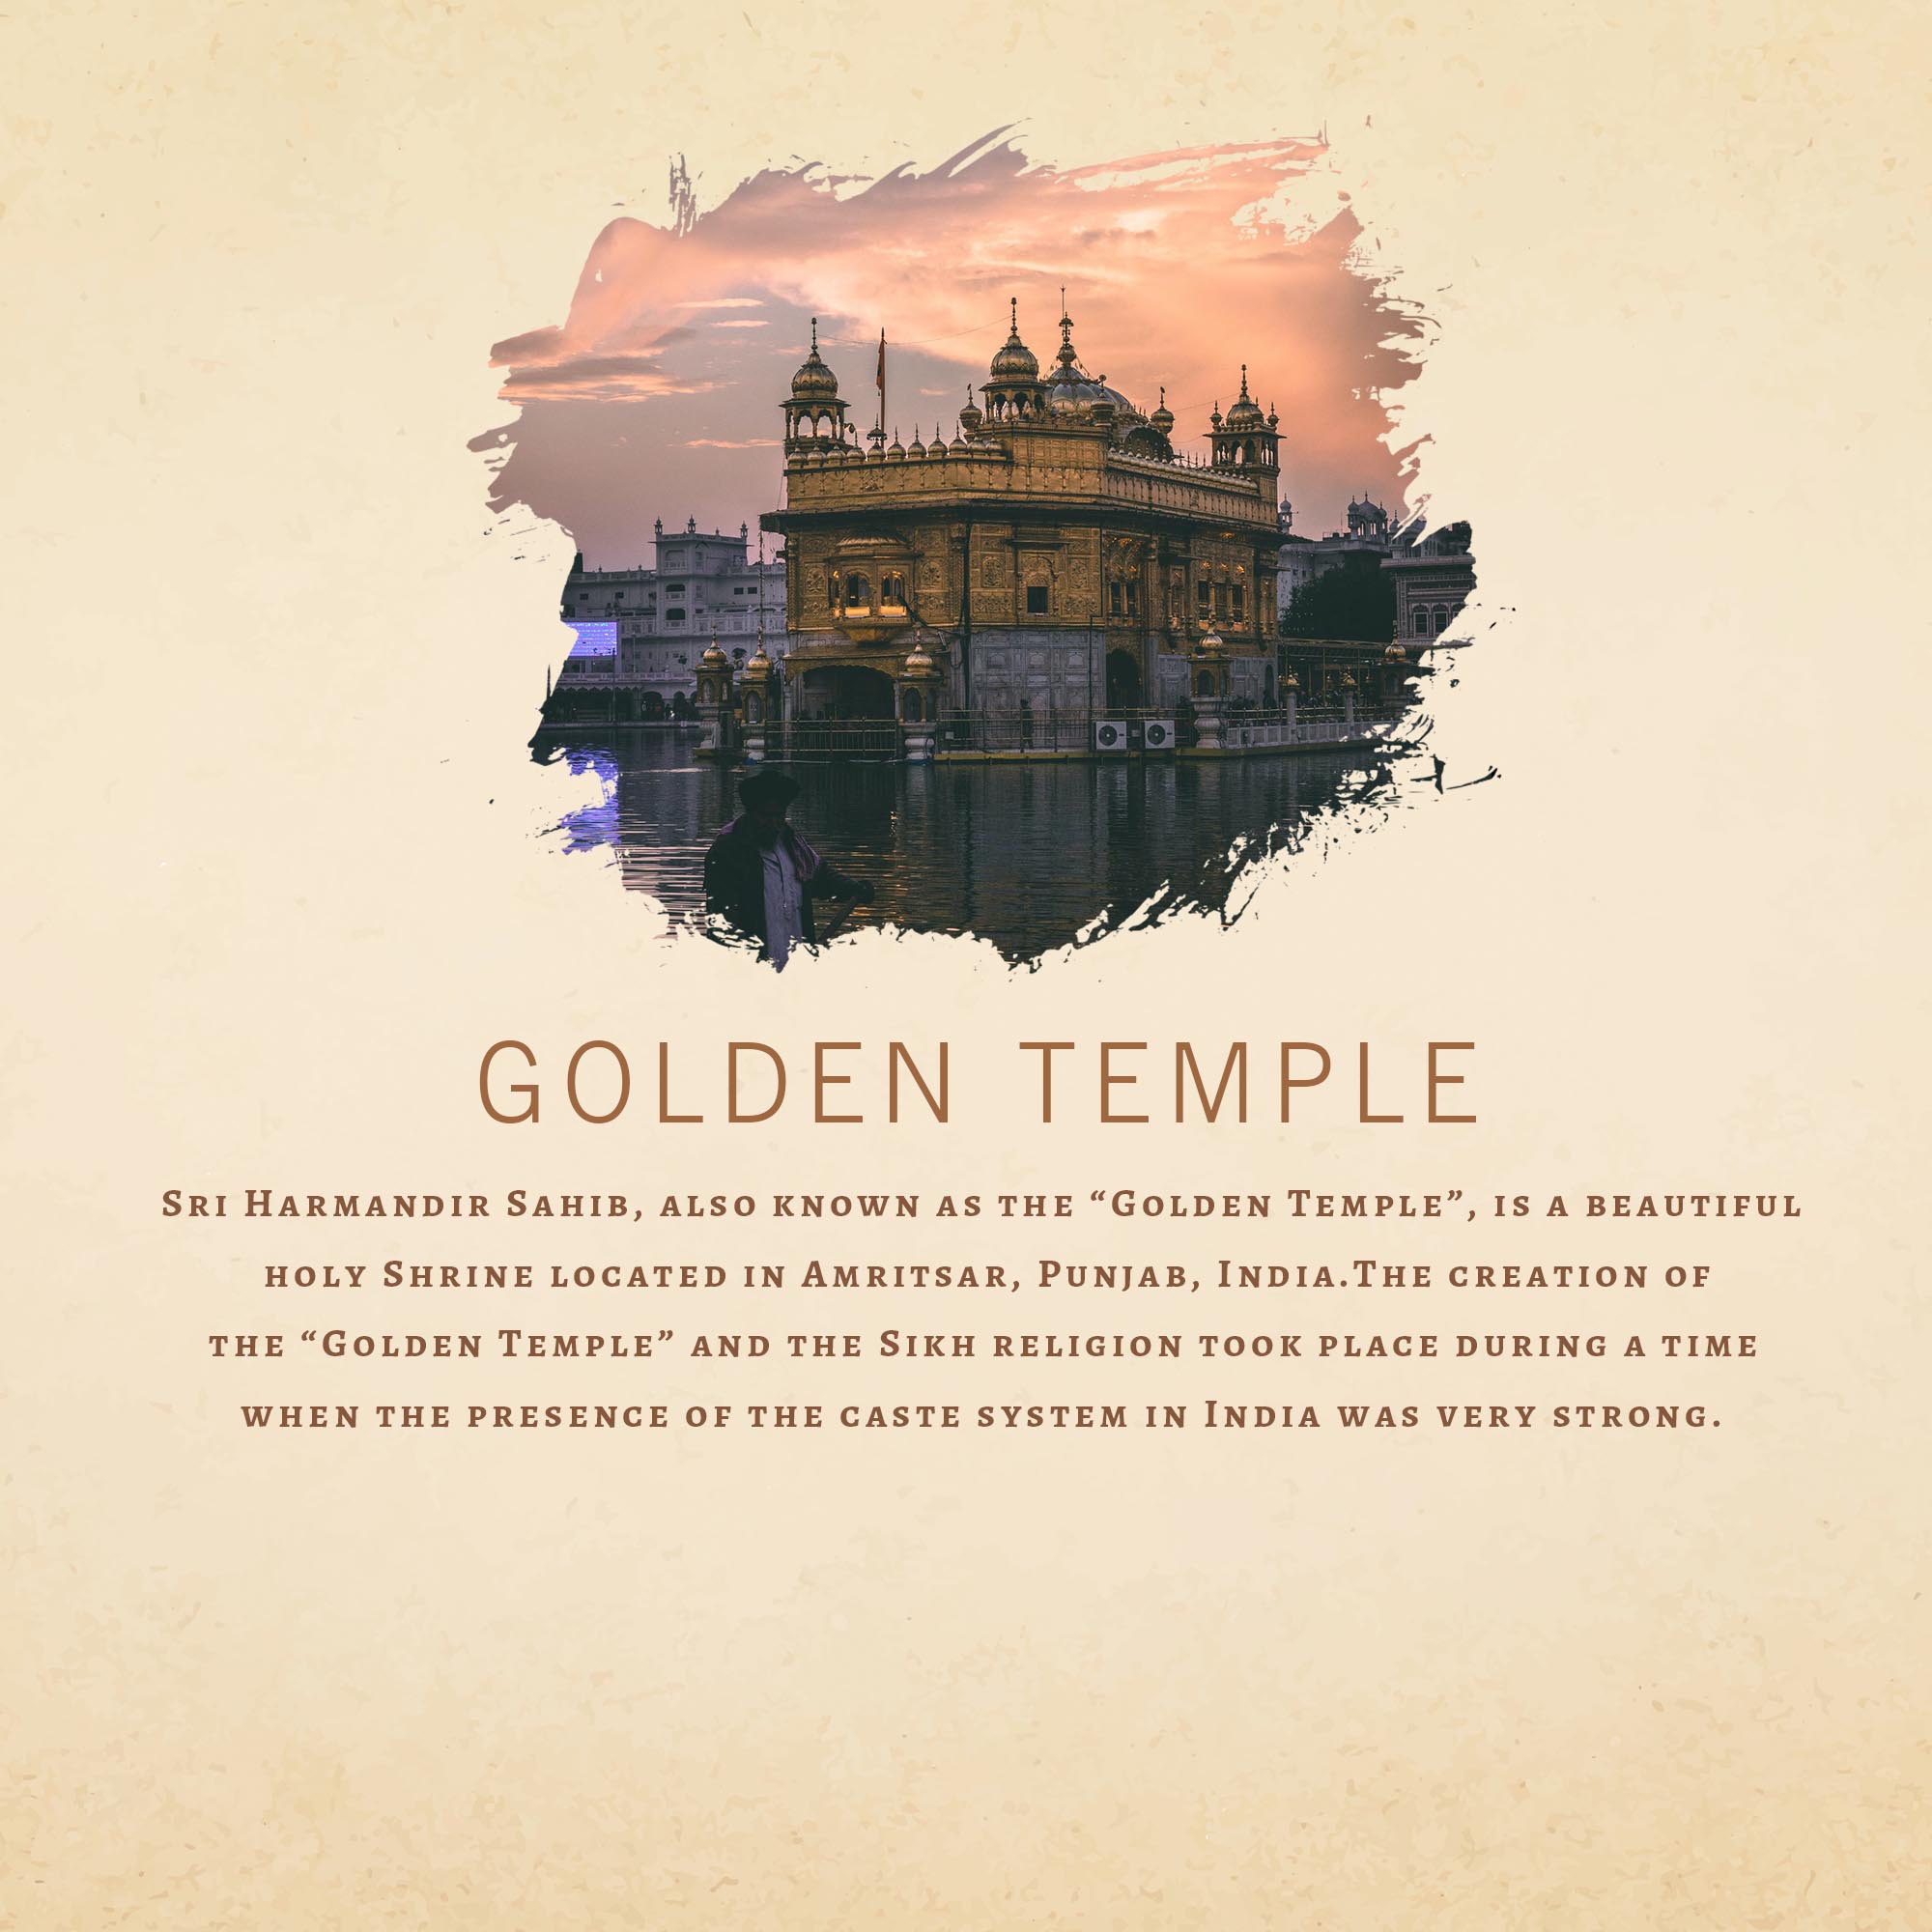 GOLDEN TEMPLE
Sri Harmandir Sahib, also known as the “Golden Temple”, is a beautiful
holy Shrine located in Amritsar, Punjab, India.The creation of
the “Golden Temple” and the Sikh religion took place during a time
when the presence of the caste system in India was very strong.